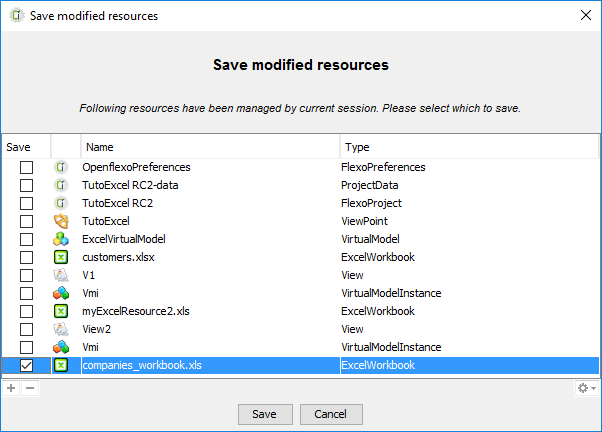 Save modified resources
Save modified resources
Following resources have been managed by current session. Please select which to save.
Save Name Type
OpenflexoPreferences FlexoPreferences
TutoExcel RC2-data ProjectData
TutoExcel RC2 FlexoProject
TutoExcel ViewPoint
ExcelVirtualModel VirtualModel
customers.xlsx ExcelWorkbook
V1 View
Vmi VirtualModelInstance
myExcelResource2.xls ExcelWorkbook
View2 View
Vmi VirtualModelInstance
companies_workbook.xls ExcelWorkbook
Save Cancel